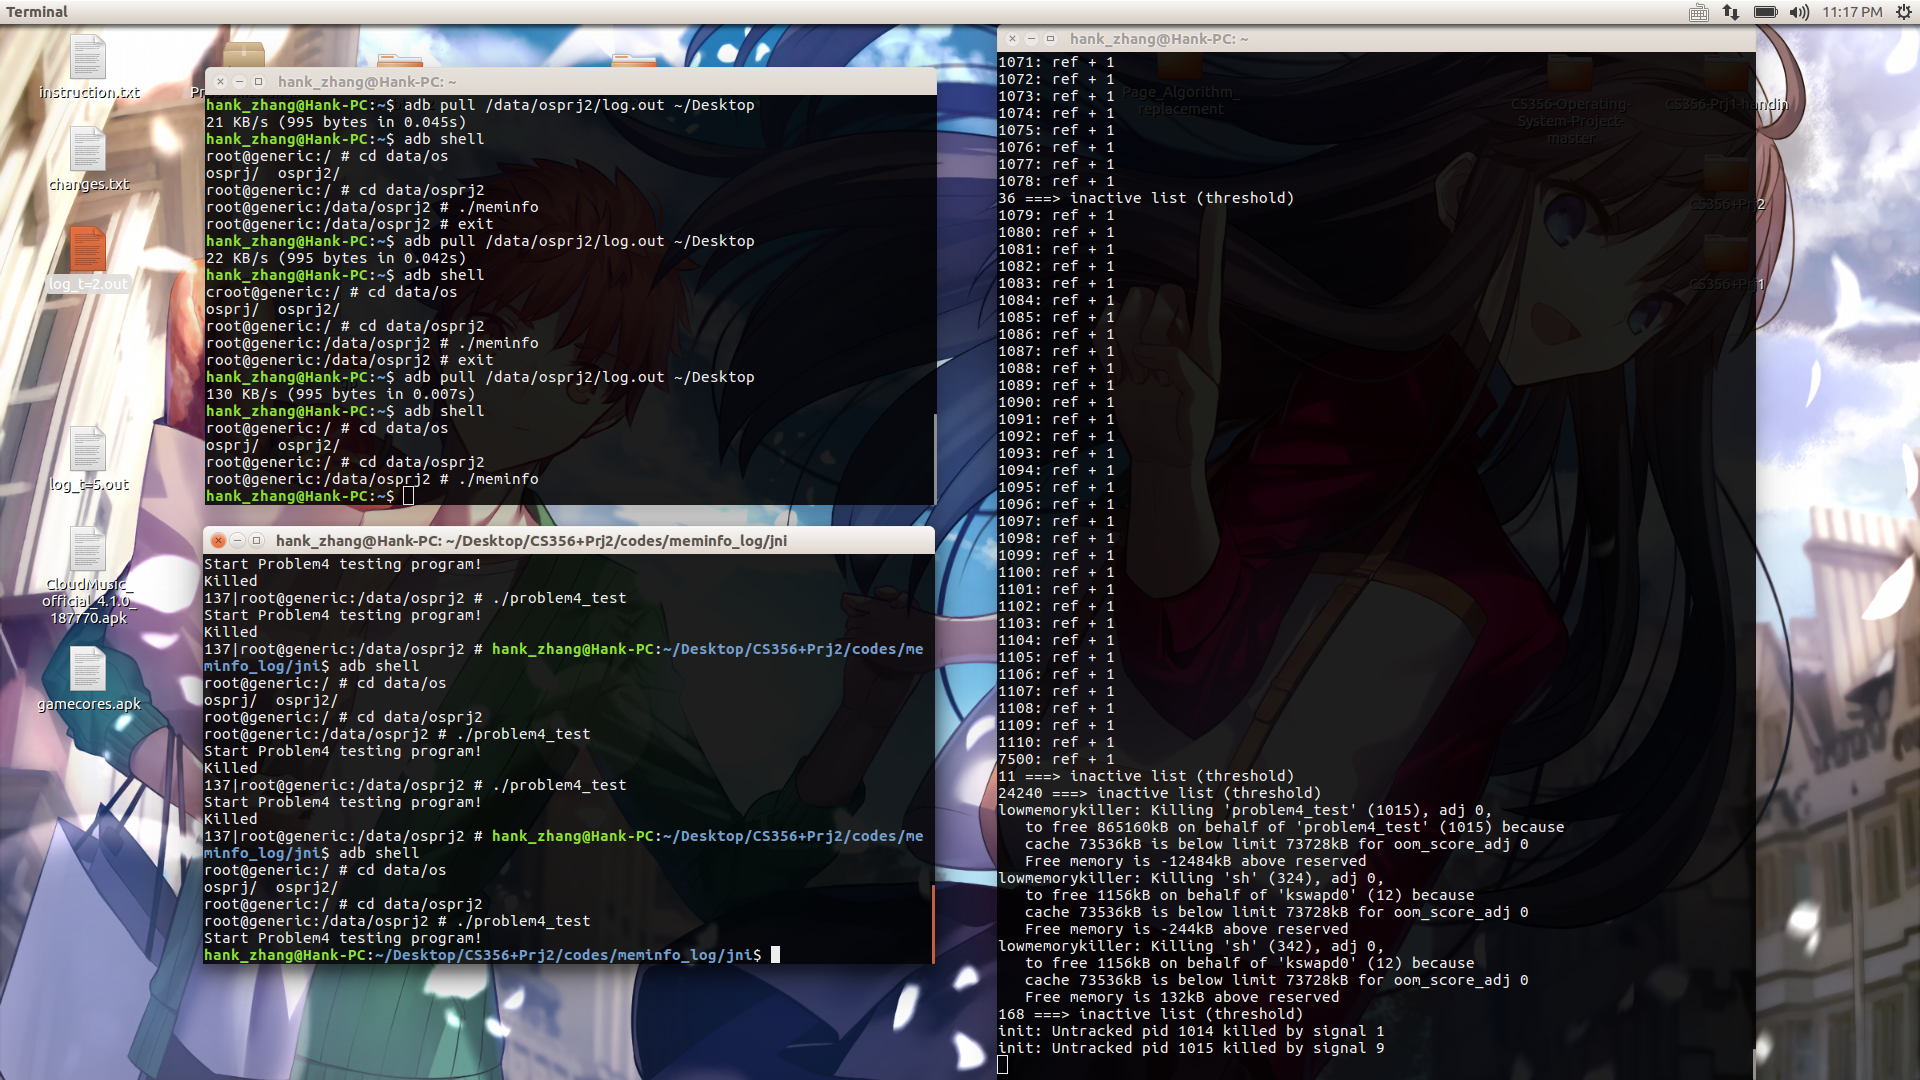 Terminal
11:17 PM
instruction.txt
changes.txt
log_t=2.out
log_t=5.out
CloudMusic_
official_4.1.0_
187770.apk
gamecores.apk
hank_zhang@Hank-PC: ~
hank_zhang@Hank-PC:~$ adb pull /data/osprj2/log.out ~/Desktop
21 KB/s (995 bytes in 0.045s)
hank_zhang@Hank-PC:~$ adb shell
root@generic:/ # cd data/os
osprj/  osprj2/
root@generic:/ # cd data/osprj2
root@generic:/data/osprj2 # ./meminfo
root@generic:/data/osprj2 # exit
hank_zhang@Hank-PC:~$ adb pull /data/osprj2/log.out ~/Desktop
22 KB/s (995 bytes in 0.042s)
hank_zhang@Hank-PC:~$ adb shell
croot@generic:/ # cd data/os
osprj/  osprj2/
root@generic:/ # cd data/osprj2
root@generic:/data/osprj2 # ./meminfo
root@generic:/data/osprj2 # exit
hank_zhang@Hank-PC:~$ adb pull /data/osprj2/log.out ~/Desktop
130 KB/s (995 bytes in 0.007s)
hank_zhang@Hank-PC:~$ adb shell
root@generic:/ # cd data/os
osprj/  osprj2/
root@generic:/ # cd data/osprj2
root@generic:/data/osprj2 # ./meminfo
hank_zhang@Hank-PC:~$
hank_zhang@Hank-PC: ~/Desktop/CS356+Prj2/codes/meminfo_log/jni
Start Problem4 testing program!
Killed
137|root@generic:/data/osprj2 # ./problem4_test
Start Problem4 testing program!
Killed
137|root@generic:/data/osprj2 # hank_zhang@Hank-PC:~/Desktop/CS356+Prj2/codes/me
minfo_log/jni$ adb shell
root@generic:/ # cd data/os
osprj/  osprj2/
root@generic:/ # cd data/osprj2
root@generic:/data/osprj2 # ./problem4_test
Start Problem4 testing program!
Killed
137|root@generic:/data/osprj2 # ./problem4_test
Start Problem4 testing program!
Killed
137|root@generic:/data/osprj2 # hank_zhang@Hank-PC:~/Desktop/CS356+Prj2/codes/me
minfo_log/jni$ adb shell
root@generic:/ # cd data/os
osprj/  osprj2/
root@generic:/ # cd data/osprj2
root@generic:/data/osprj2 # ./problem4_test
Start Problem4 testing program!
hank_zhang@Hank-PC:~/Desktop/CS356+Prj2/codes/meminfo_log/jni$
hank_zhang@Hank-PC: ~
1071: ref + 1
1072: ref + 1
1073: ref + 1
1074: ref + 1
1075: ref + 1
1076: ref + 1
1077: ref + 1
1078: ref + 1
36 ===> inactive list (threshold)
1079: ref + 1
1080: ref + 1
1081: ref + 1
1082: ref + 1
1083: ref + 1
1084: ref + 1
1085: ref + 1
1086: ref + 1
1087: ref + 1
1088: ref + 1
1089: ref + 1
1090: ref + 1
1091: ref + 1
1092: ref + 1
1093: ref + 1
1094: ref + 1
1095: ref + 1
1096: ref + 1
1097: ref + 1
1098: ref + 1
1099: ref + 1
1100: ref + 1
1101: ref + 1
1102: ref + 1
1103: ref + 1
1104: ref + 1
1105: ref + 1
1106: ref + 1
1107: ref + 1
1108: ref + 1
1109: ref + 1
1110: ref + 1
7500: ref + 1
11 ===> inactive list (threshold)
24240 ===> inactive list (threshold)
lowmemorykiller: Killing 'problem4_test' (1015), adj 0,
   to free 865160kB on behalf of 'problem4_test' (1015) because
   cache 73536kB is below limit 73728kB for oom_score_adj 0
   Free memory is -12484kB above reserved
lowmemorykiller: Killing 'sh' (324), adj 0,
   to free 1156kB on behalf of 'kswapd0' (12) because
   cache 73536kB is below limit 73728kB for oom_score_adj 0
   Free memory is -244kB above reserved
lowmemorykiller: Killing 'sh' (342), adj 0,
   to free 1156kB on behalf of 'kswapd0' (12) because
   cache 73536kB is below limit 73728kB for oom_score_adj 0
   Free memory is 132kB above reserved
168 ===> inactive list (threshold)
init: Untracked pid 1014 killed by signal 1
init: Untracked pid 1015 killed by signal 9
Page_Algorithm_
replacement
CS356-Operating-
System-Project-
master
CS356-Prj1-handin
CS356+Prj2
CS356+Prj1